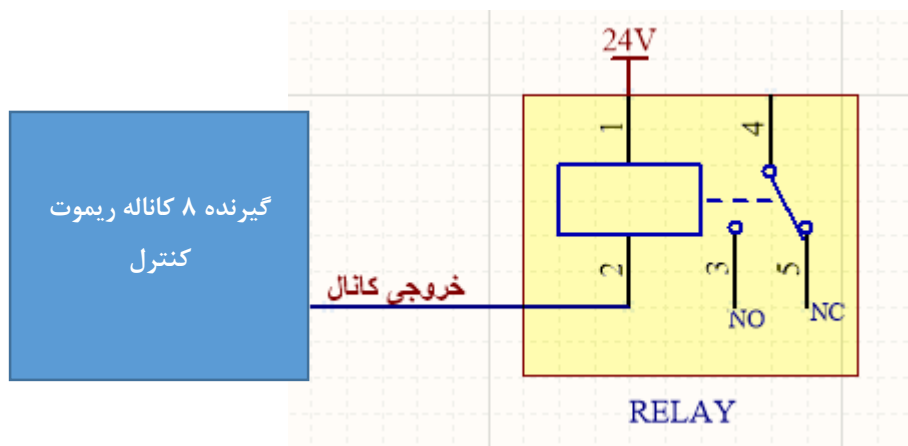 24V
1
4
گیرنده ۸ کاناله ریموت
کنترل
خروجی کانال
2
3
5
NO
NC
RELAY